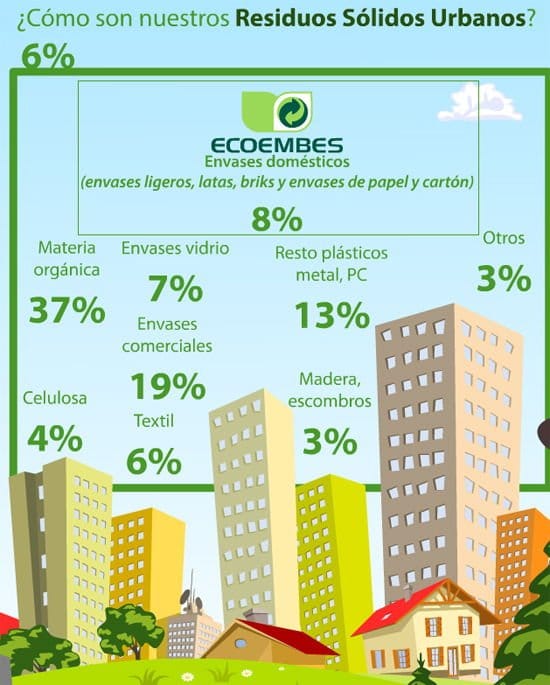 ¿Cómo son nuestros Residuos Sólidos Urbanos?
6%
ECOEMBES
Envases domésticos
(envases ligeros, latas, briks y envases de papel y cartón)
8%
Materia
orgánica
37%
Envases vidrio
7%
Resto plásticos
metal, PC
13%
Otros
3%
Envases
comerciales
19%
Celulosa
4%
Textil
6%
Madera,
escombros
3%